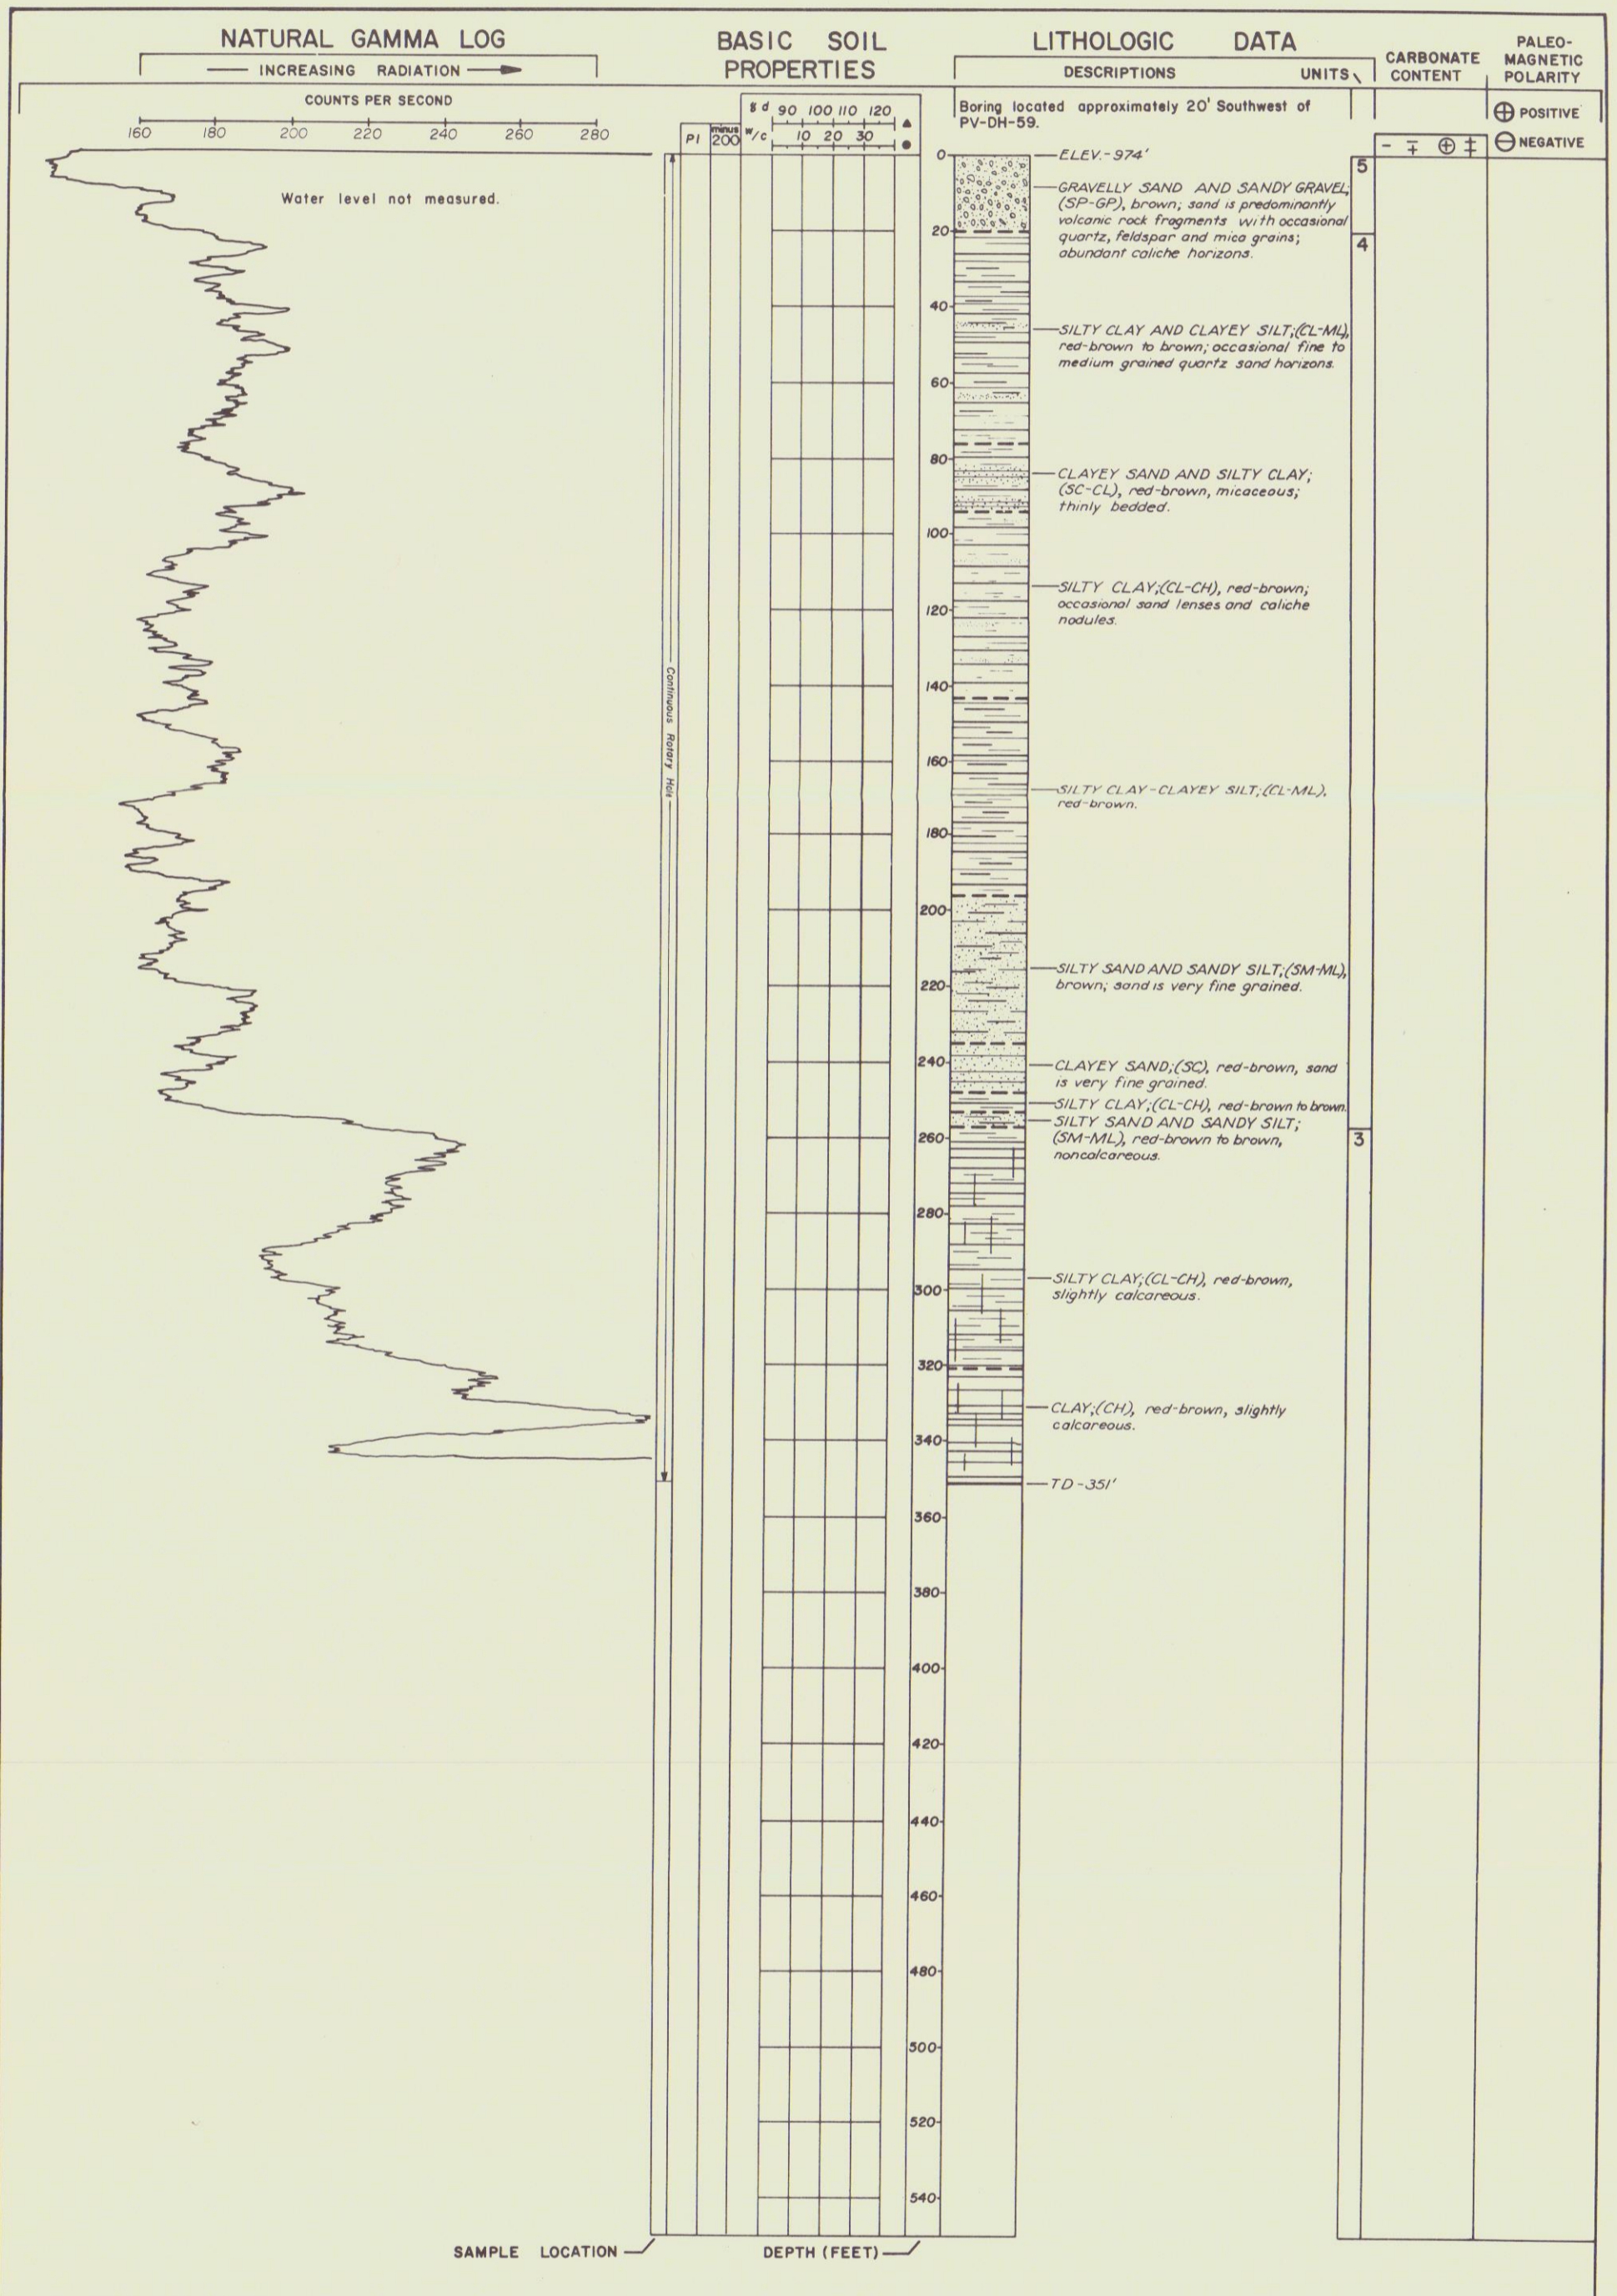 NATURAL GAMMA LOG
INCREASING RADIATION
COUNTS PER SECOND
160 180 200 220 240 260 280
Water level not measured.
BASIC SOIL
PROPERTIES
PI
minus
200
γd 90 100 110 120
w/c 10 20 30
Continuous Rotary Hole
LITHOLOGIC DATA
DESCRIPTIONS UNITS
Boring located approximately 20' Southwest of
PV-DH-59.
CARBONATE
CONTENT
- ∓ ⊕ ‡
PALEO-
MAGNETIC
POLARITY
⊕ POSITIVE
⊖ NEGATIVE
0
20
40
60
80
100
120
140
160
180
200
220
240
260
280
300
320
340
360
380
400
420
440
460
480
500
520
540
ELEV.-974'
GRAVELLY SAND AND SANDY GRAVEL;
(SP-GP), brown; sand is predominantly
volcanic rock fragments with occasional
quartz, feldspar and mica grains;
abundant caliche horizons.
SILTY CLAY AND CLAYEY SILT;(CL-ML),
red-brown to brown; occasional fine to
medium grained quartz sand horizons.
CLAYEY SAND AND SILTY CLAY;
(SC-CL), red-brown, micaceous;
thinly bedded.
SILTY CLAY;(CL-CH), red-brown;
occasional sand lenses and caliche
nodules.
SILTY CLAY-CLAYEY SILT;(CL-ML),
red-brown.
SILTY SAND AND SANDY SILT;(SM-ML),
brown; sand is very fine grained.
CLAYEY SAND;(SC), red-brown, sand
is very fine grained.
SILTY CLAY;(CL-CH), red-brown to brown.
SILTY SAND AND SANDY SILT;
(SM-ML), red-brown to brown,
noncalcareous.
SILTY CLAY;(CL-CH), red-brown,
slightly calcareous.
CLAY;(CH), red-brown, slightly
calcareous.
TD-351'
5
4
3
SAMPLE LOCATION
DEPTH (FEET)